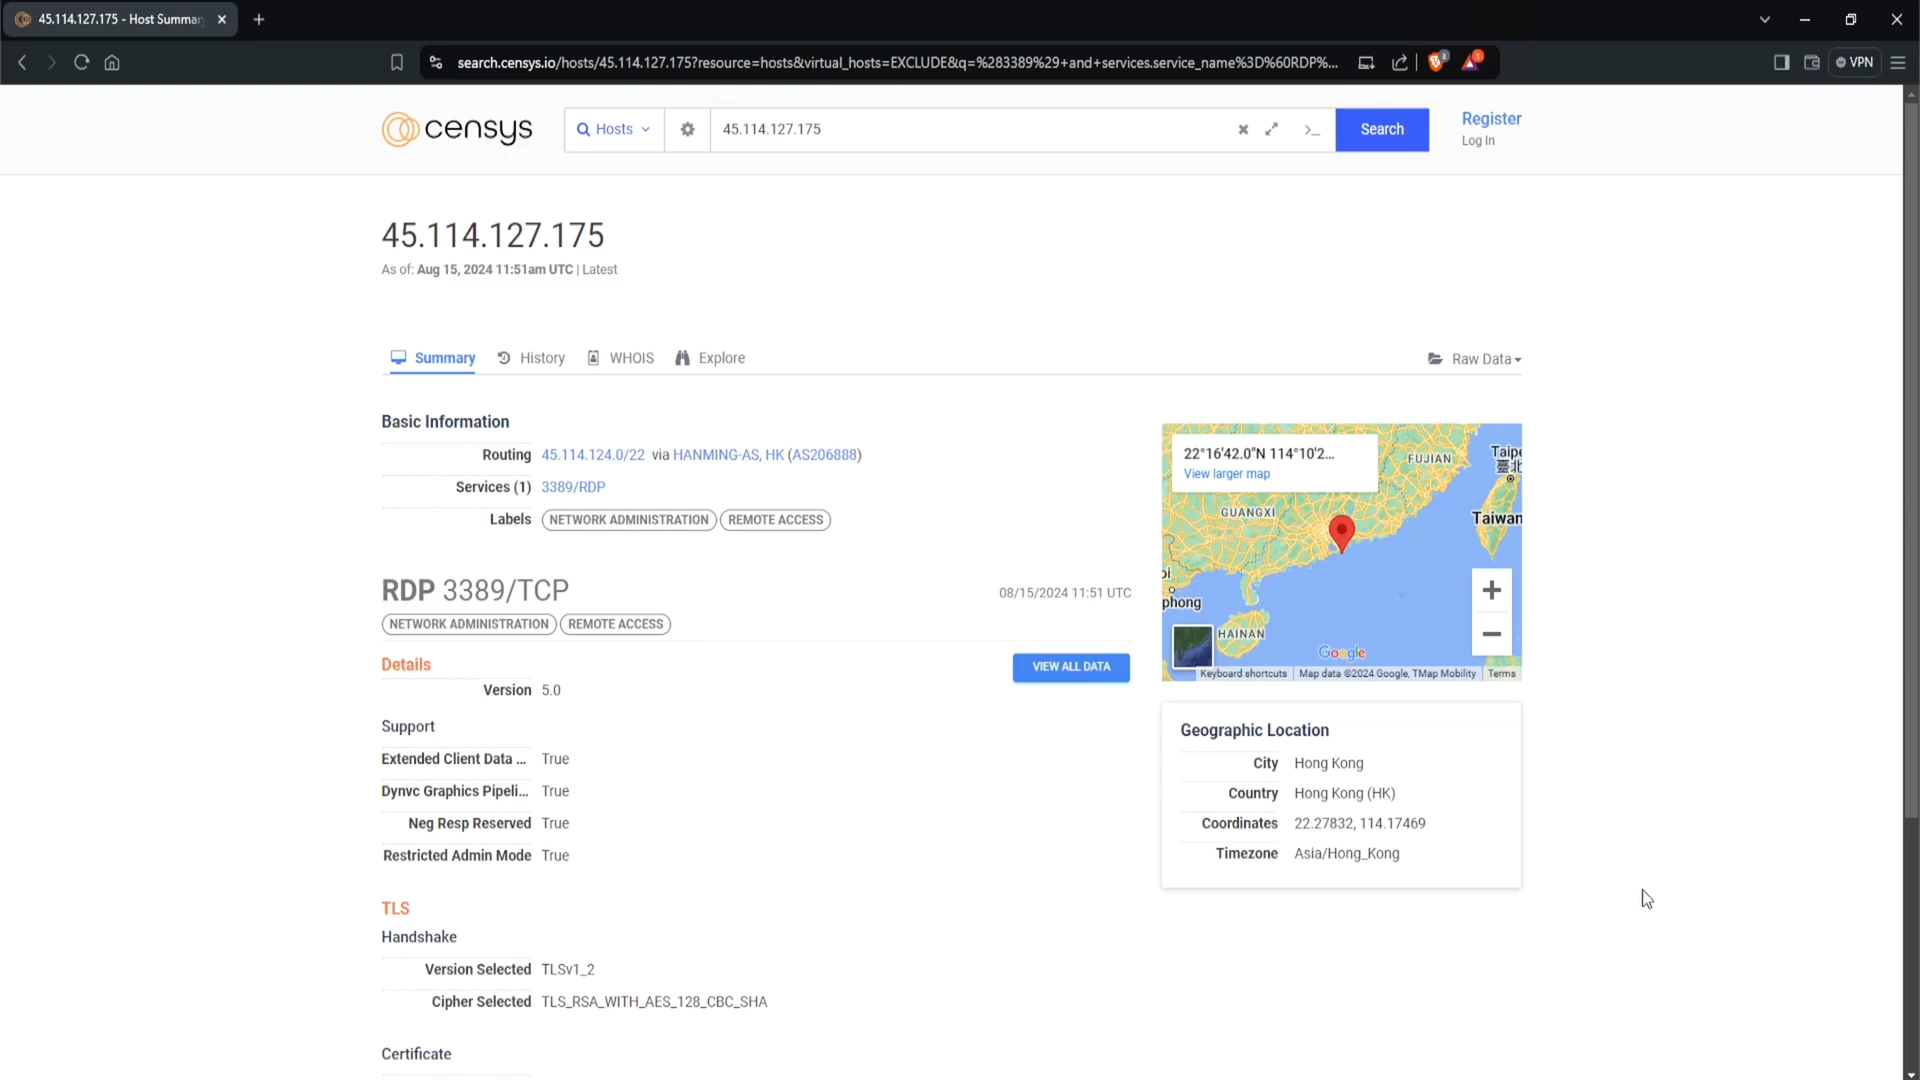 45.114.127.175 - Host Summar
search.censys.io/hosts/45.114.127.175?resource=hosts&virtual_hosts=EXCLUDE&q=%283389%29+and+services.service_name%3D%60RDP%...
3
1
VPN
censys
Hosts
45.114.127.175
Search
Register
Log In
45.114.127.175
As of: Aug 15, 2024 11:51am UTC | Latest
Summary
History
WHOIS
Explore
Raw Data
Basic Information
Routing 45.114.124.0/22 via HANMING-AS, HK (AS206888)
Services (1) 3389/RDP
Labels NETWORK ADMINISTRATION REMOTE ACCESS
RDP 3389/TCP
08/15/2024 11:51 UTC
NETWORK ADMINISTRATION REMOTE ACCESS
Details
VIEW ALL DATA
Version 5.0
Support
Extended Client Data ... True
Dynvc Graphics Pipeli... True
Neg Resp Reserved True
Restricted Admin Mode True
TLS
Handshake
Version Selected TLSv1_2
Cipher Selected TLS_RSA_WITH_AES_128_CBC_SHA
Certificate
22°16'42.0"N 114°10'2...
View larger map
FUJIAN
Taipe
臺北
GUANGXI
Taiwan
phong
HAINAN
Google
Keyboard shortcuts
Map data ©2024 Google, TMap Mobility
Terms
Geographic Location
City Hong Kong
Country Hong Kong (HK)
Coordinates 22.27832, 114.17469
Timezone Asia/Hong_Kong